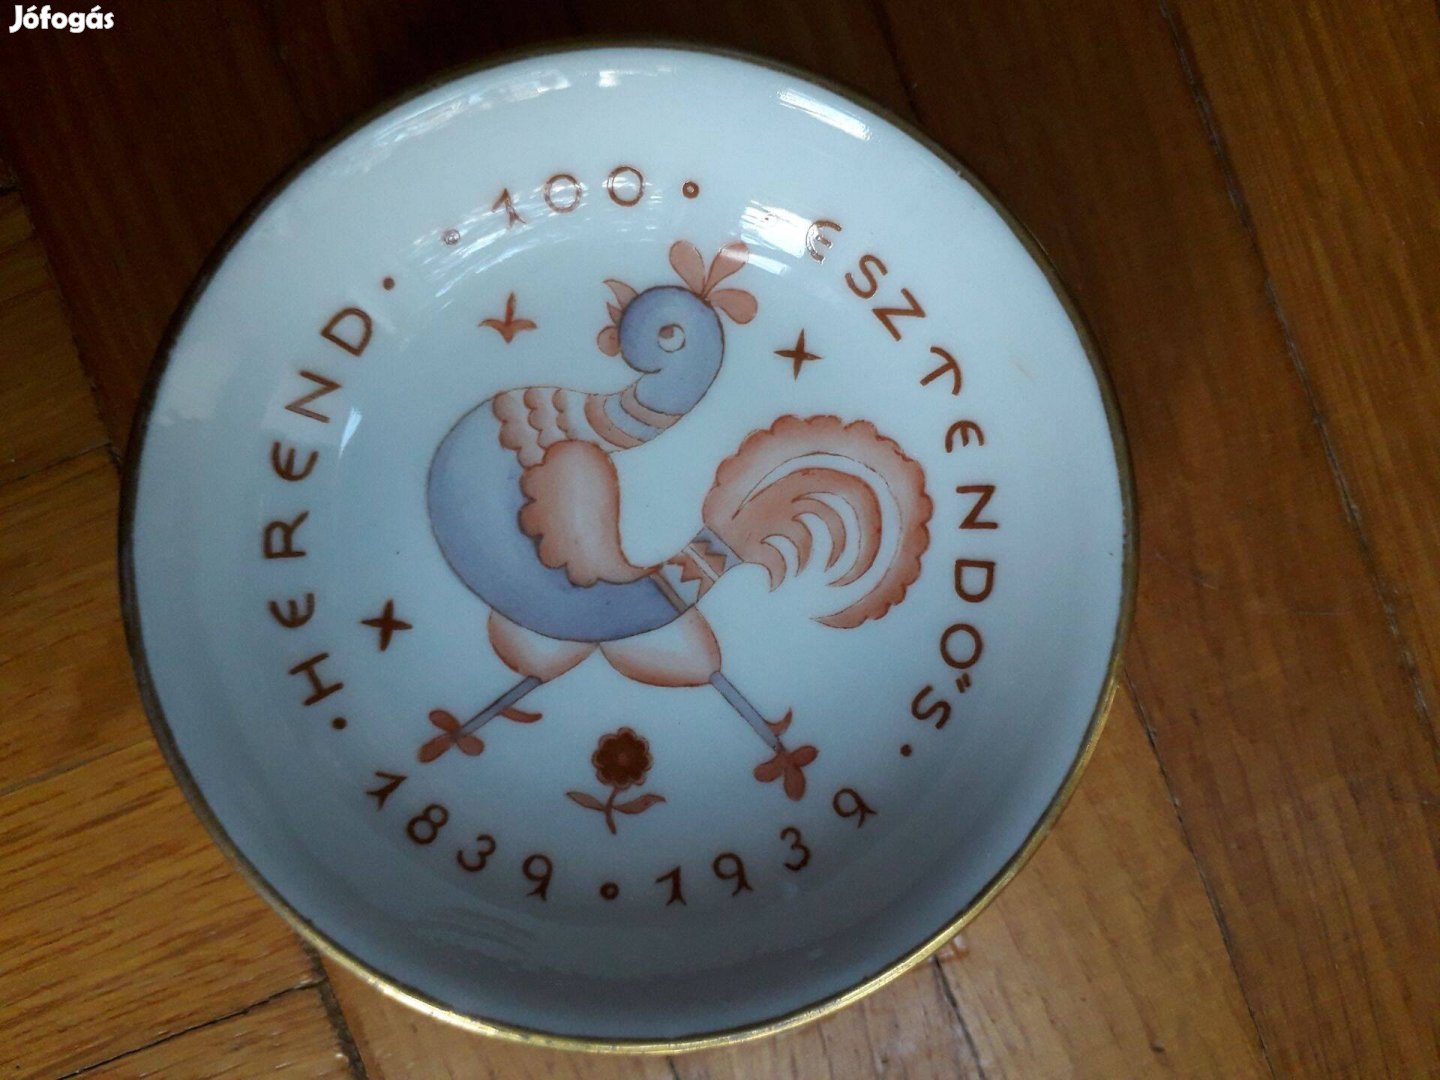 Jófogás
• HEREND • • 100 • ESZTENDŐS •
1839 • 1939